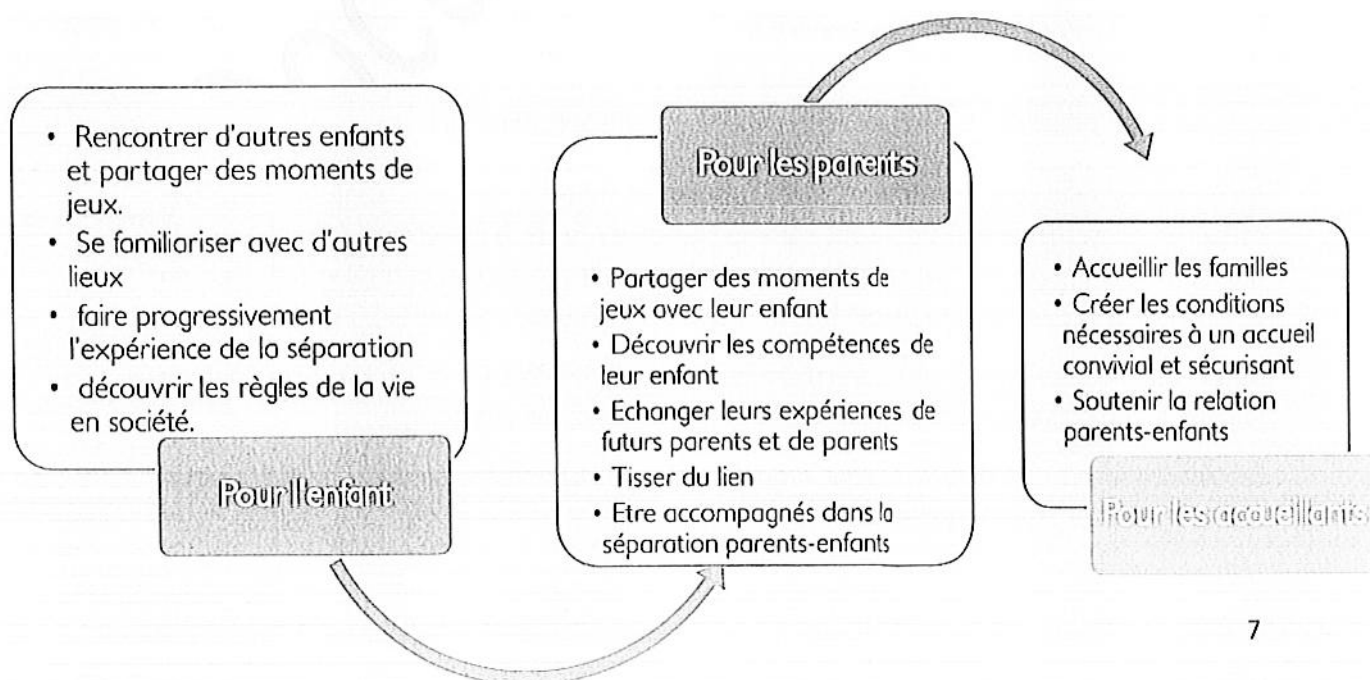 • Rencontrer d'autres enfants
et partager des moments de
jeux.
• Se familiariser avec d'autres
lieux
• faire progressivement
l'expérience de la séparation
• découvrir les règles de la vie
en société.
Pour l'enfant
Pour les parents
• Partager des moments de
jeux avec leur enfant
• Découvrir les compétences de
leur enfant
• Echanger leurs expériences de
futurs parents et de parents
• Tisser du lien
• Etre accompagnés dans la
séparation parents-enfants
• Accueillir les familles
• Créer les conditions
nécessaires à un accueil
convivial et sécurisant
• Soutenir la relation
parents-enfants
Pour les accueillants
7